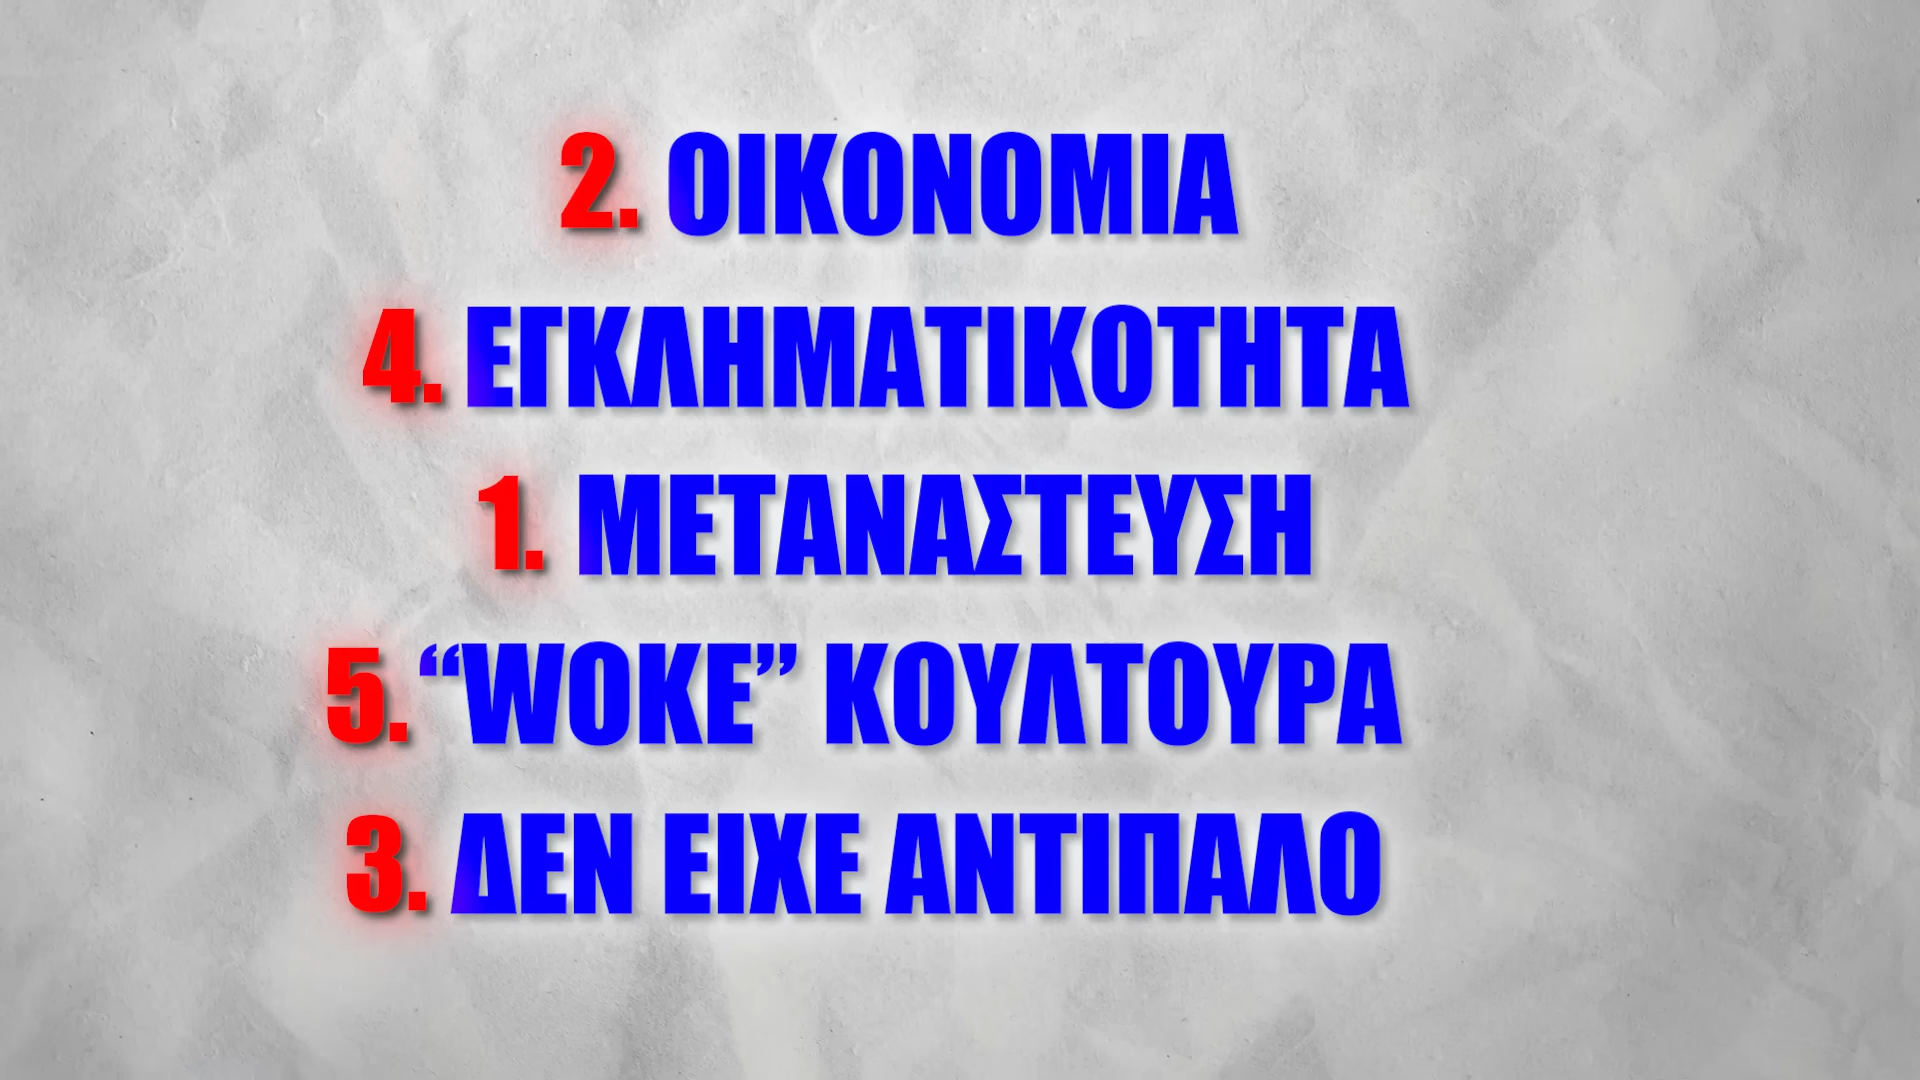 2. ΟΙΚΟΝΟΜΙΑ
4. ΕΓΚΛΗΜΑΤΙΚΟΤΗΤΑ
1. ΜΕΤΑΝΑΣΤΕΥΣΗ
5. “WOKE” ΚΟΥΛΤΟΥΡΑ
3. ΔΕΝ ΕΙΧΕ ΑΝΤΙΠΑΛΟ